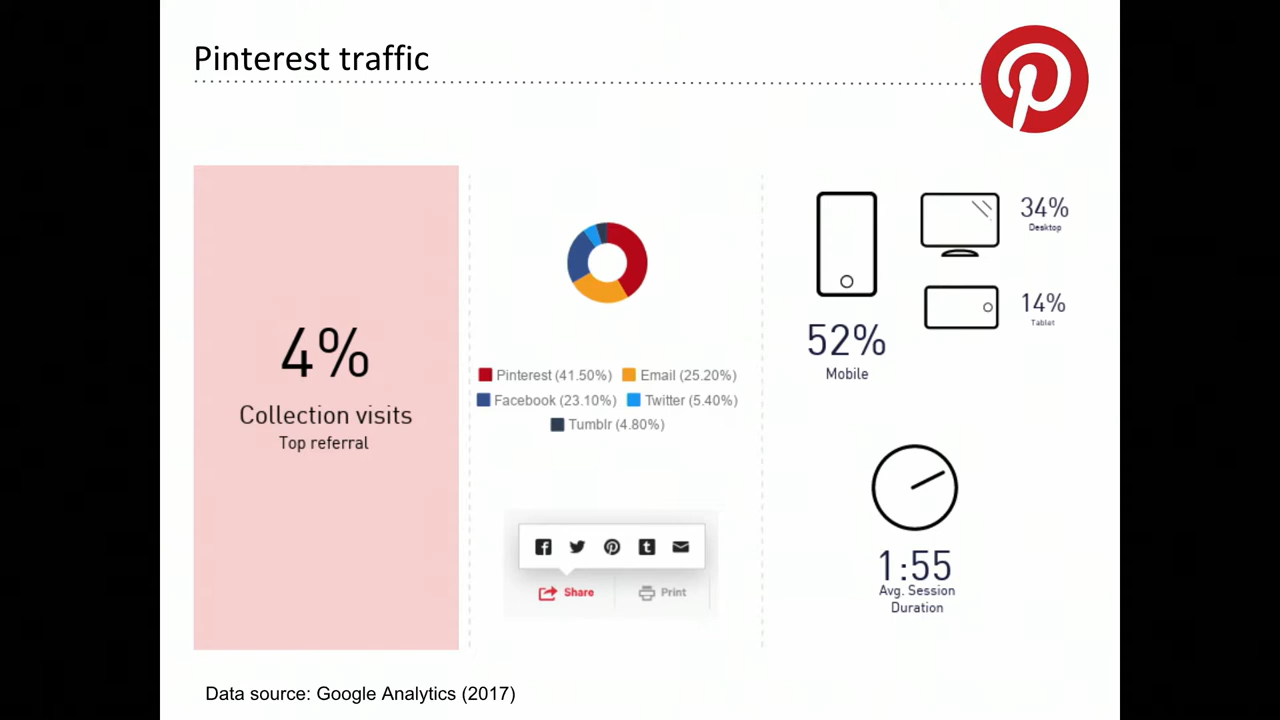 Pinterest traffic
4%
Collection visits
Top referral
Pinterest (41.50%) Email (25.20%)
Facebook (23.10%) Twitter (5.40%)
Tumblr (4.80%)
Share Print
52%
Mobile
34%
Desktop
14%
Tablet
1:55
Avg. Session
Duration
Data source: Google Analytics (2017)